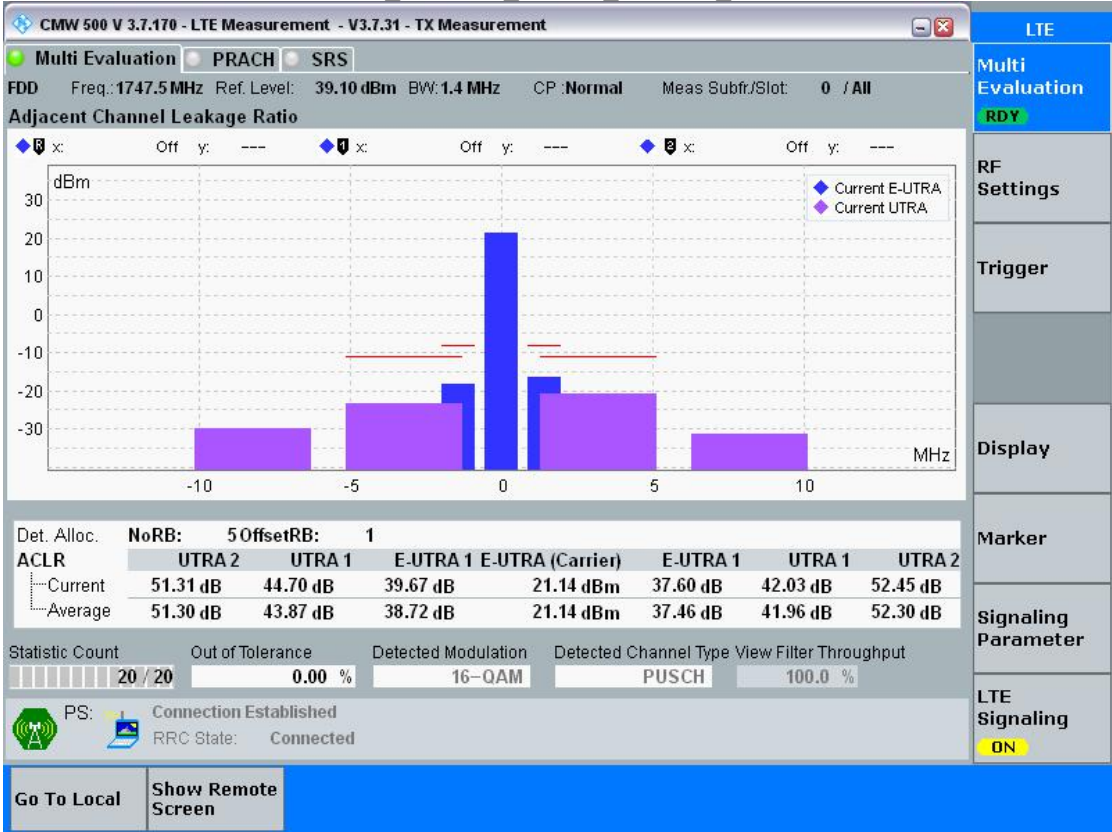 CMW 500 V 3.7.170 - LTE Measurement - V3.7.31 - TX Measurement
LTE
Multi Evaluation PRACH SRS
Multi Evaluation
RDY
FDD Freq.: 1747.5 MHz Ref. Level: 39.10 dBm BW: 1.4 MHz CP : Normal Meas Subfr./Slot: 0 / All
Adjacent Channel Leakage Ratio
R x: Off y: --- 1 x: Off y: --- 2 x: Off y: ---
dBm
Current E-UTRA
Current UTRA
30
20
10
0
-10
-20
-30
MHz
-10 -5 0 5 10
RF Settings
Trigger
Display
Marker
Signaling Parameter
LTE Signaling
ON
Det. Alloc. NoRB: 5 OffsetRB: 1
ACLR UTRA 2 UTRA 1 E-UTRA 1 E-UTRA (Carrier) E-UTRA 1 UTRA 1 UTRA 2
Current 51.31 dB 44.70 dB 39.67 dB 21.14 dBm 37.60 dB 42.03 dB 52.45 dB
Average 51.30 dB 43.87 dB 38.72 dB 21.14 dBm 37.46 dB 41.96 dB 52.30 dB
Statistic Count Out of Tolerance Detected Modulation Detected Channel Type View Filter Throughput
20 / 20 0.00 % 16-QAM PUSCH 100.0 %
PS: Connection Established
RRC State: Connected
Go To Local
Show Remote Screen